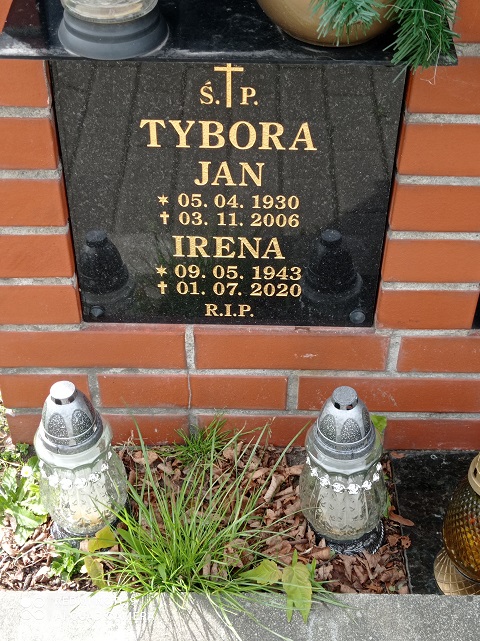 Ś. P.
TYBORA
JAN
* 05. 04. 1930
✝ 03. 11. 2006
IRENA
* 09. 05. 1943
✝ 01. 07. 2020
R.I.P.